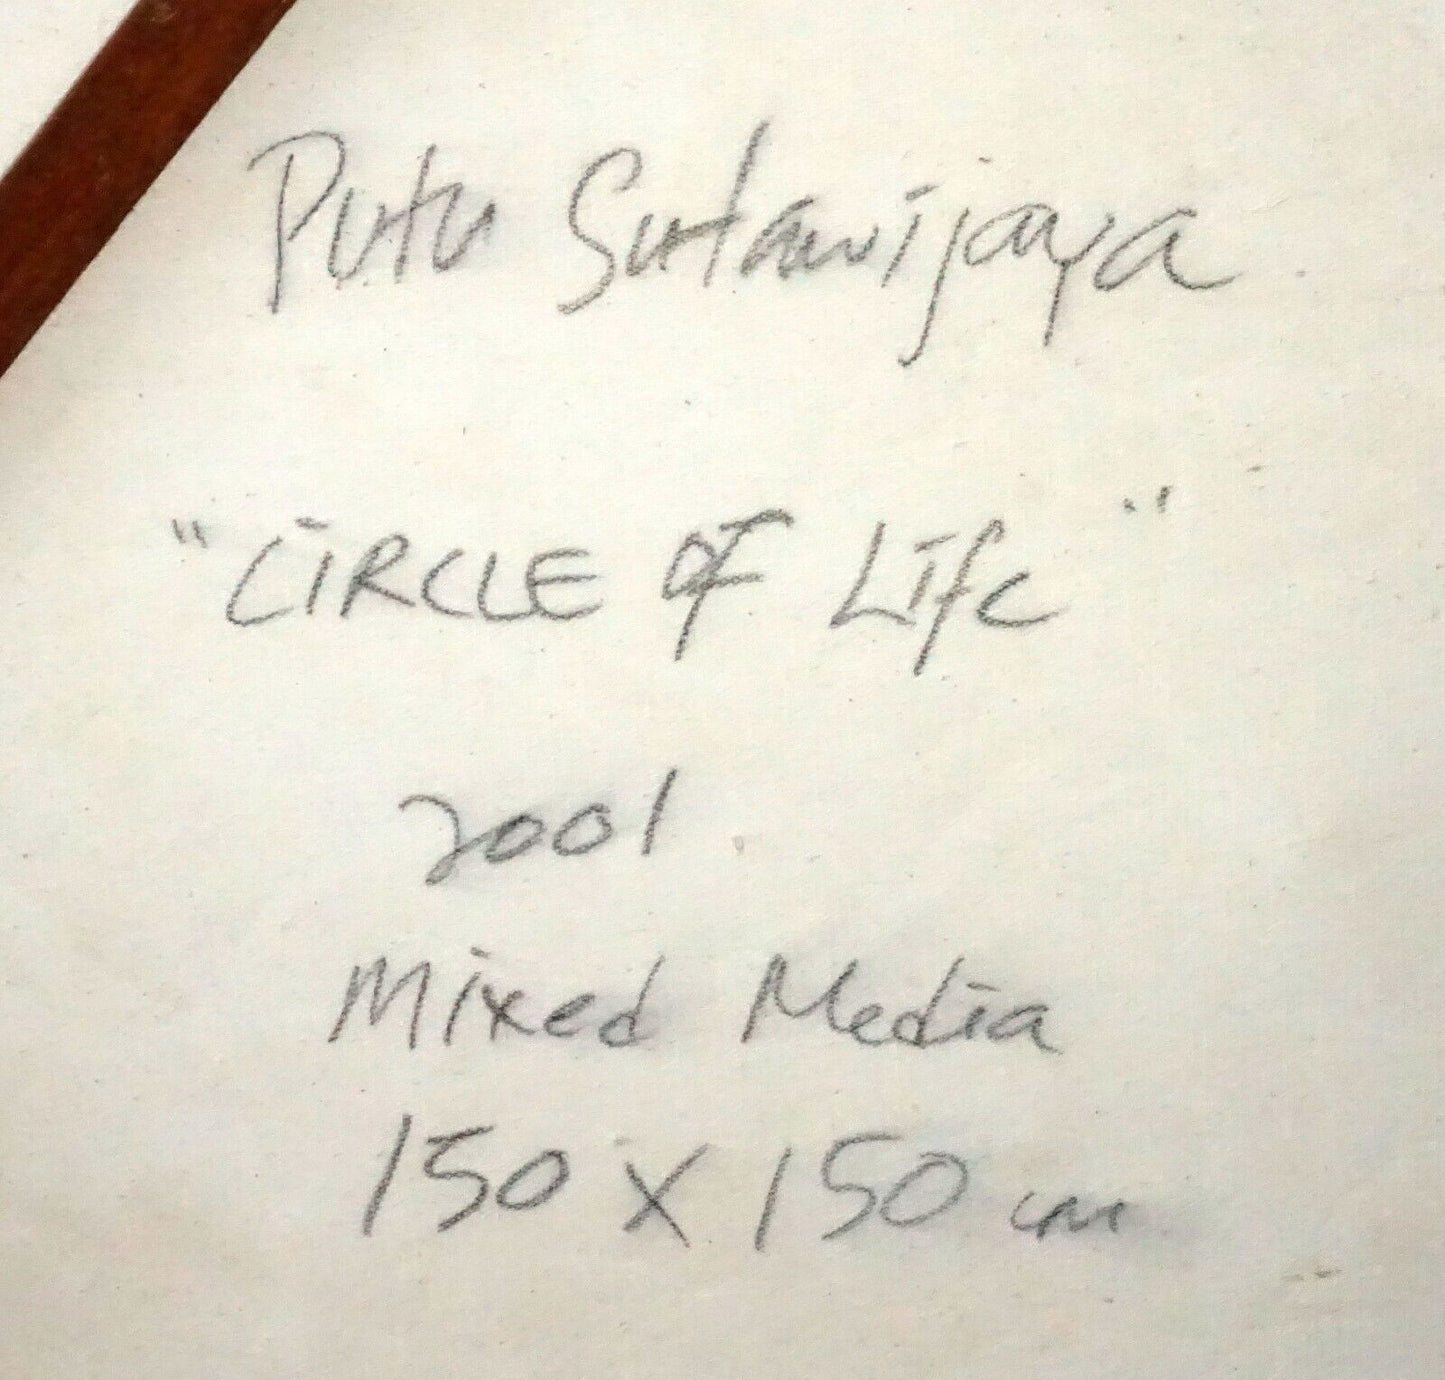 Putu Sutawijaya
"CiRCLE OF Life"
2001
Mixed Media
150 X 150 cm